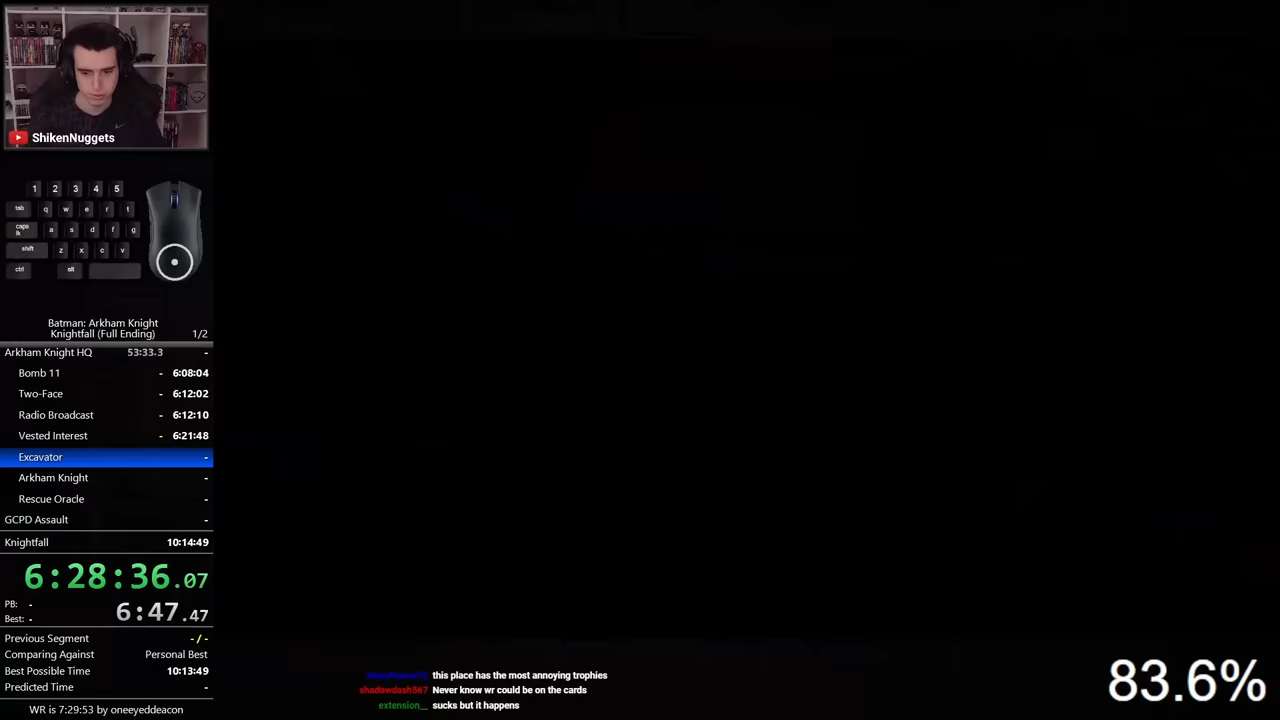 ShikenNuggets
1 2 3 4 5
tab q w e r t
caps lk a s d f g
shift z x c v
ctrl alt
Batman: Arkham Knight
Knightfall (Full Ending) 1/2
Arkham Knight HQ 53:33.3 -
Bomb 11 - 6:08:04
Two-Face - 6:12:02
Radio Broadcast - 6:12:10
Vested Interest - 6:21:48
Excavator -
Arkham Knight -
Rescue Oracle -
GCPD Assault -
Knightfall 10:14:49
6:28:36.07
PB: - 6:47.47
Best: -
Previous Segment - / -
Comparing Against Personal Best
Best Possible Time 10:13:49
Predicted Time -
WR is 7:29:53 by oneeyeddeacon
this place has the most annoying trophies
shadowdash567 Never know wr could be on the cards
extension__ sucks but it happens
83.6%